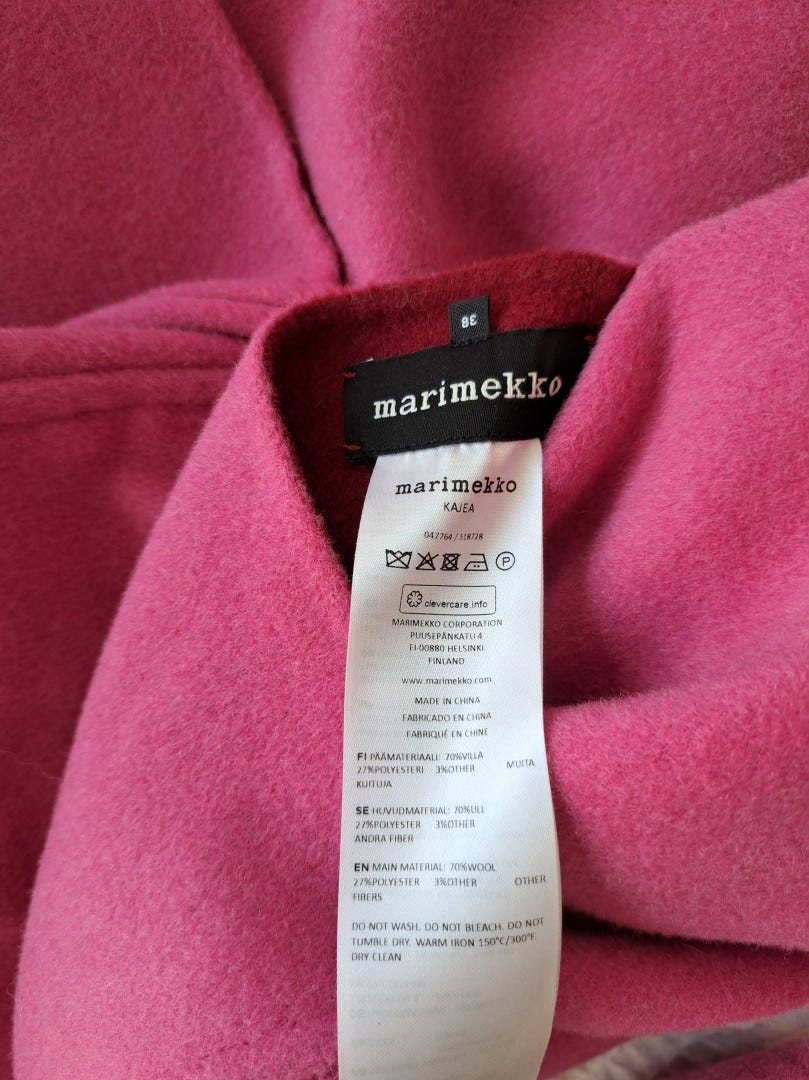 38
marimekko
marimekko
KAJEA
047764 / 518728
P
clevercare.info
MARIMEKKO CORPORATION
PUUSEPÄNKATU 4
FI-00880 HELSINKI
FINLAND
www.marimekko.com
MADE IN CHINA
FABRICADO EN CHINA
FABRIQUÉ EN CHINE
FI PÄÄMATERIAALI: 70%VILLA
27%POLYESTERI 3%OTHER MUITA
KUITUJA
SE HUVUDMATERIAL: 70%ULL
27%POLYESTER 3%OTHER
ANDRA FIBER
EN MAIN MATERIAL: 70%WOOL
27%POLYESTER 3%OTHER OTHER
FIBERS
DO NOT WASH. DO NOT BLEACH. DO NOT
TUMBLE DRY. WARM IRON 150°C/300°F.
DRY CLEAN